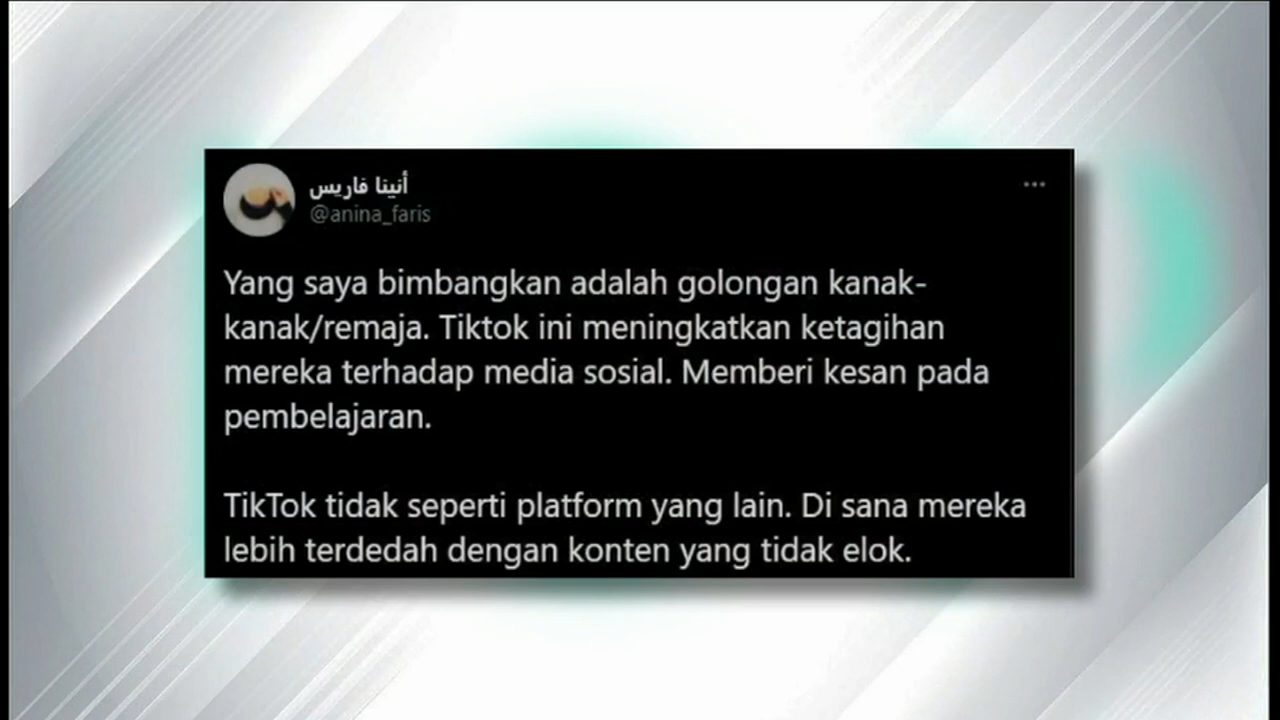 أنينا فاريس
@anina_faris
Yang saya bimbangkan adalah golongan kanak-
kanak/remaja. Tiktok ini meningkatkan ketagihan
mereka terhadap media sosial. Memberi kesan pada
pembelajaran.
TikTok tidak seperti platform yang lain. Di sana mereka
lebih terdedah dengan konten yang tidak elok.